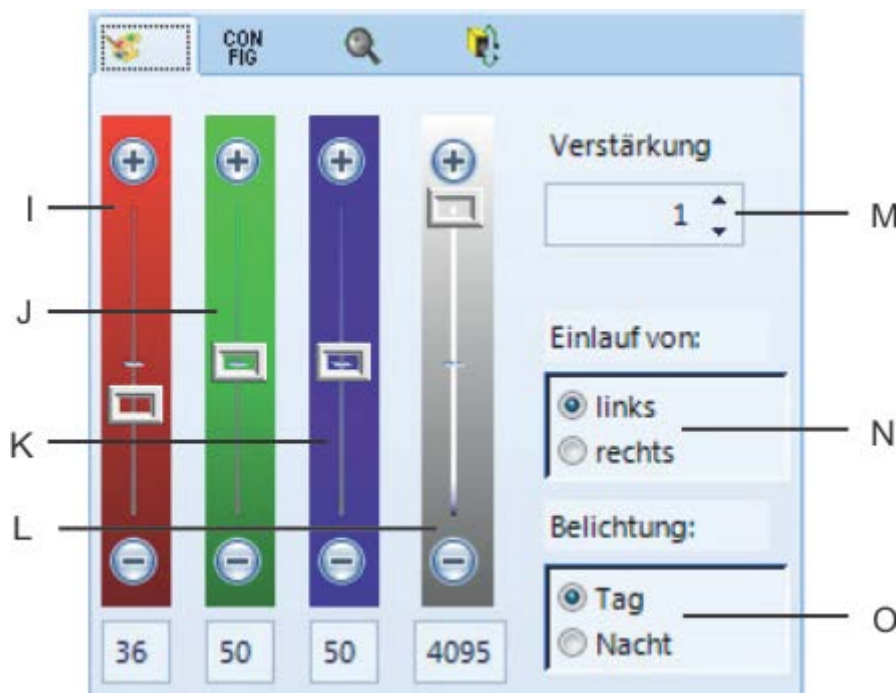 CON
FIG
Verstärkung
I
1
M
J
Einlauf von:
links
N
rechts
K
L
Belichtung:
Tag
O
Nacht
36
50
50
4095